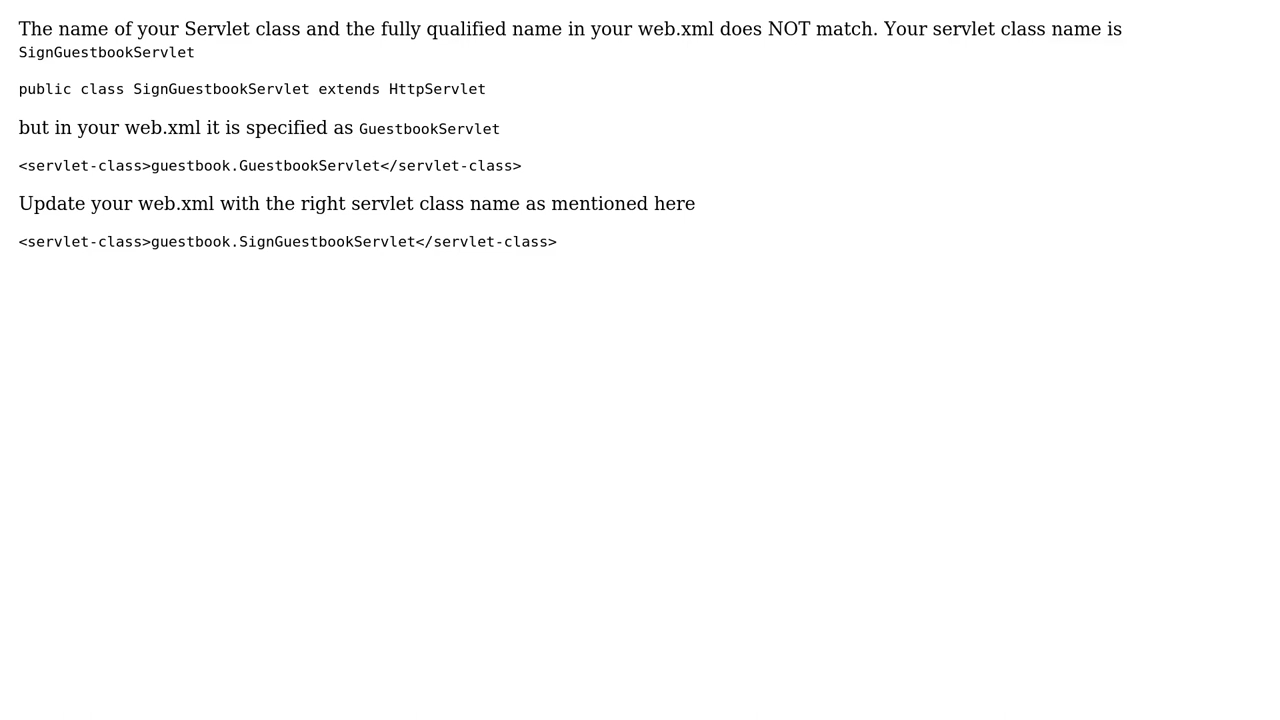 The name of your Servlet class and the fully qualified name in your web.xml does NOT match. Your servlet class name is
SignGuestbookServlet
public class SignGuestbookServlet extends HttpServlet
but in your web.xml it is specified as GuestbookServlet
<servlet-class>guestbook.GuestbookServlet</servlet-class>
Update your web.xml with the right servlet class name as mentioned here
<servlet-class>guestbook.SignGuestbookServlet</servlet-class>